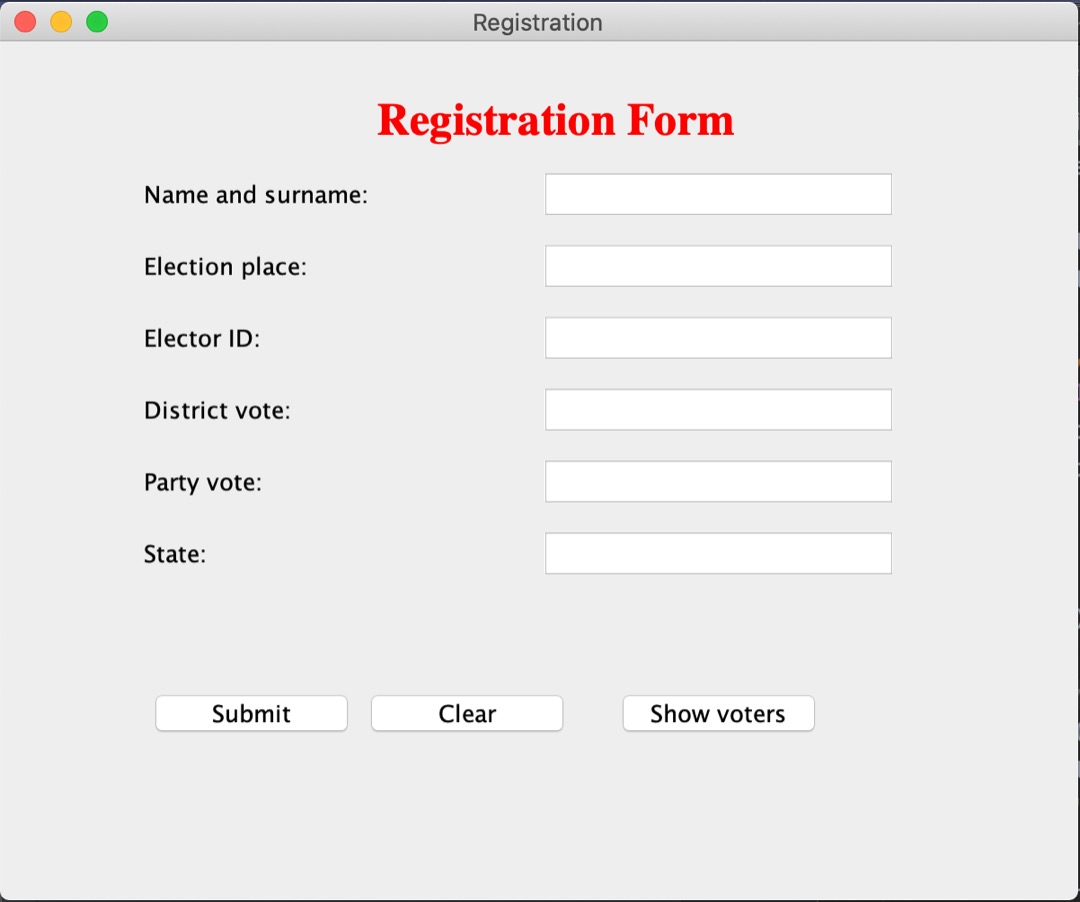 Registration
Registration Form
Name and surname:
Election place:
Elector ID:
District vote:
Party vote:
State:
Submit Clear Show voters